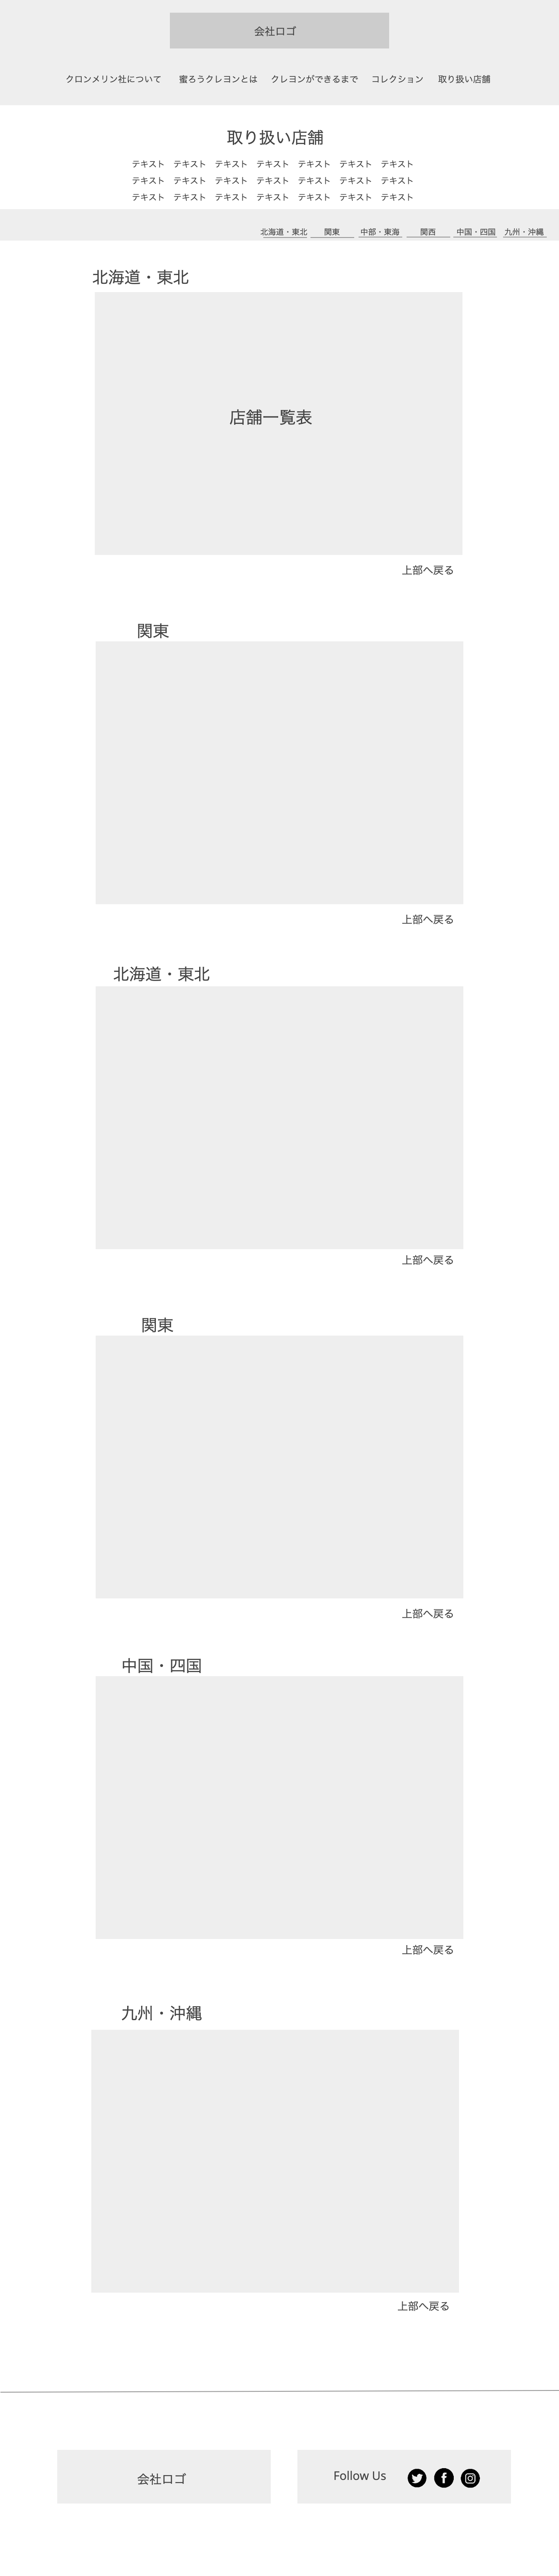 会社ロゴ
クロンメリン社について 蜜ろうクレヨンとは クレヨンができるまで コレクション 取り扱い店舗
取り扱い店舗
テキスト テキスト テキスト テキスト テキスト テキスト テキスト
テキスト テキスト テキスト テキスト テキスト テキスト テキスト
テキスト テキスト テキスト テキスト テキスト テキスト テキスト
北海道・東北 関東 中部・東海 関西 中国・四国 九州・沖縄
北海道・東北
店舗一覧表
上部へ戻る
関東
上部へ戻る
北海道・東北
上部へ戻る
関東
上部へ戻る
中国・四国
上部へ戻る
九州・沖縄
上部へ戻る
会社ロゴ
Follow Us